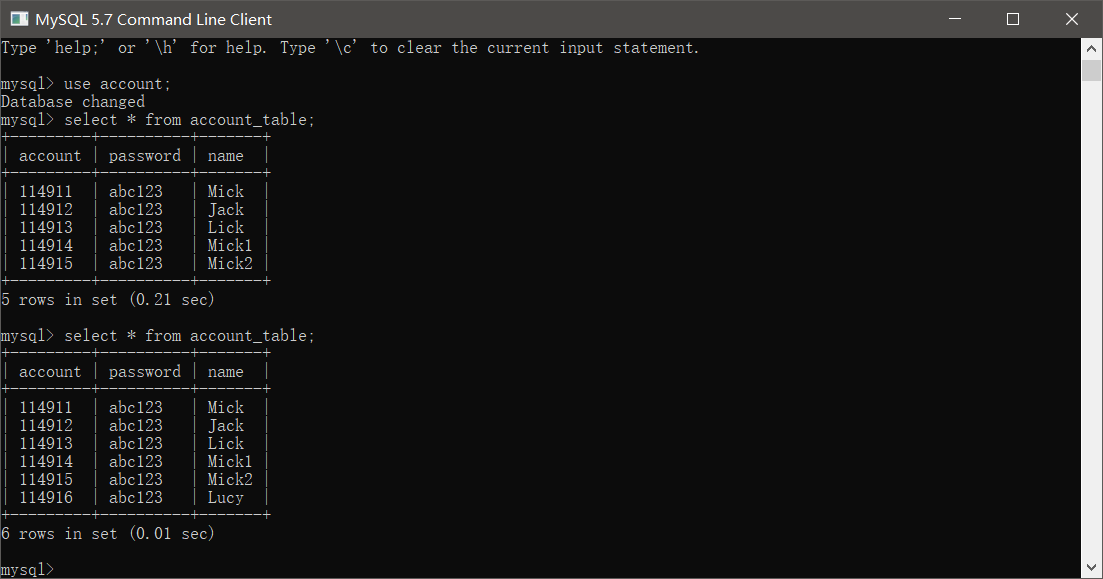 MySQL 5.7 Command Line Client
Type 'help;' or '\h' for help. Type '\c' to clear the current input statement.
mysql> use account;
Database changed
mysql> select * from account_table;
+---------+----------+-------+
| account | password | name  |
+---------+----------+-------+
| 114911  | abc123   | Mick  |
| 114912  | abc123   | Jack  |
| 114913  | abc123   | Lick  |
| 114914  | abc123   | Mick1 |
| 114915  | abc123   | Mick2 |
+---------+----------+-------+
5 rows in set (0.21 sec)
mysql> select * from account_table;
+---------+----------+-------+
| account | password | name  |
+---------+----------+-------+
| 114911  | abc123   | Mick  |
| 114912  | abc123   | Jack  |
| 114913  | abc123   | Lick  |
| 114914  | abc123   | Mick1 |
| 114915  | abc123   | Mick2 |
| 114916  | abc123   | Lucy  |
+---------+----------+-------+
6 rows in set (0.01 sec)
mysql>